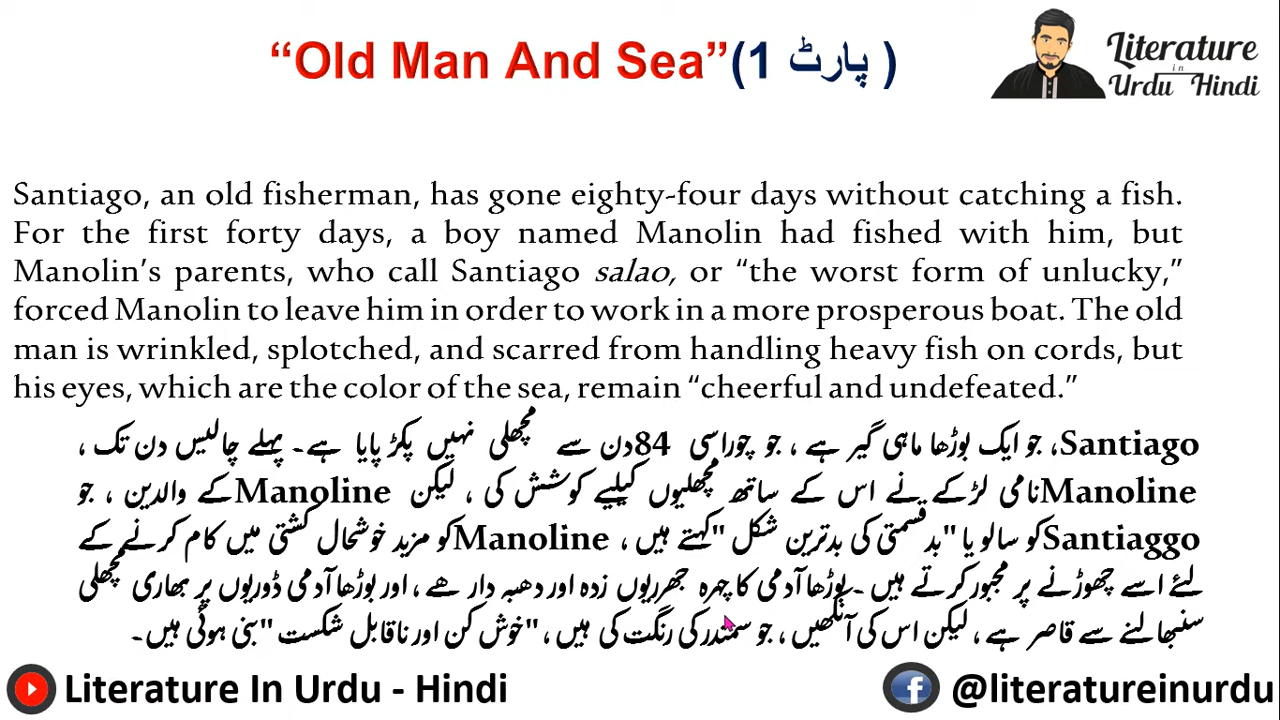 “Old Man And Sea”(پارٹ 1 )
Literature
in
Urdu Hindi
Santiago, an old fisherman, has gone eighty-four days without catching a fish.
For the first forty days, a boy named Manolin had fished with him, but
Manolin’s parents, who call Santiago salao, or “the worst form of unlucky,”
forced Manolin to leave him in order to work in a more prosperous boat. The old
man is wrinkled, splotched, and scarred from handling heavy fish on cords, but
his eyes, which are the color of the sea, remain “cheerful and undefeated.”
Santiago، جو ایک بوڑھا ماہی گیر ہے ، جو چوراسی 84دن سے مچھلی نہیں پکڑ پایا ہے۔ پہلے چالیس دن تک ،
Manolineنامی لڑکے نے اس کے ساتھ مچھلیوں کیلیے کوشش کی ، لیکن Manolineکے والدین ، جو
Santiaggoکو سالو یا "بد قسمتی کی بدترین شکل "کہتے ہیں ، Manolineکو مزید خوشحال کشتی میں کام کرنے کے
لئے اسے چھوڑنے پر مجبور کرتے ہیں ۔ بوڑھا آدمی کا چہرہ جھرریوں زدہ اور دھبہ دار ھے ، اور بوڑھا آدمی ڈوریوں پر بھاری مچھلی
سنبھالنے سے قاصر ہے ، لیکن اس کی آنکھیں ، جو سمندر کی رنگت کی ہیں ، "خوش کن اور ناقابل شکست "بنی ہوئی ہیں۔
Literature In Urdu - Hindi
@literatureinurdu